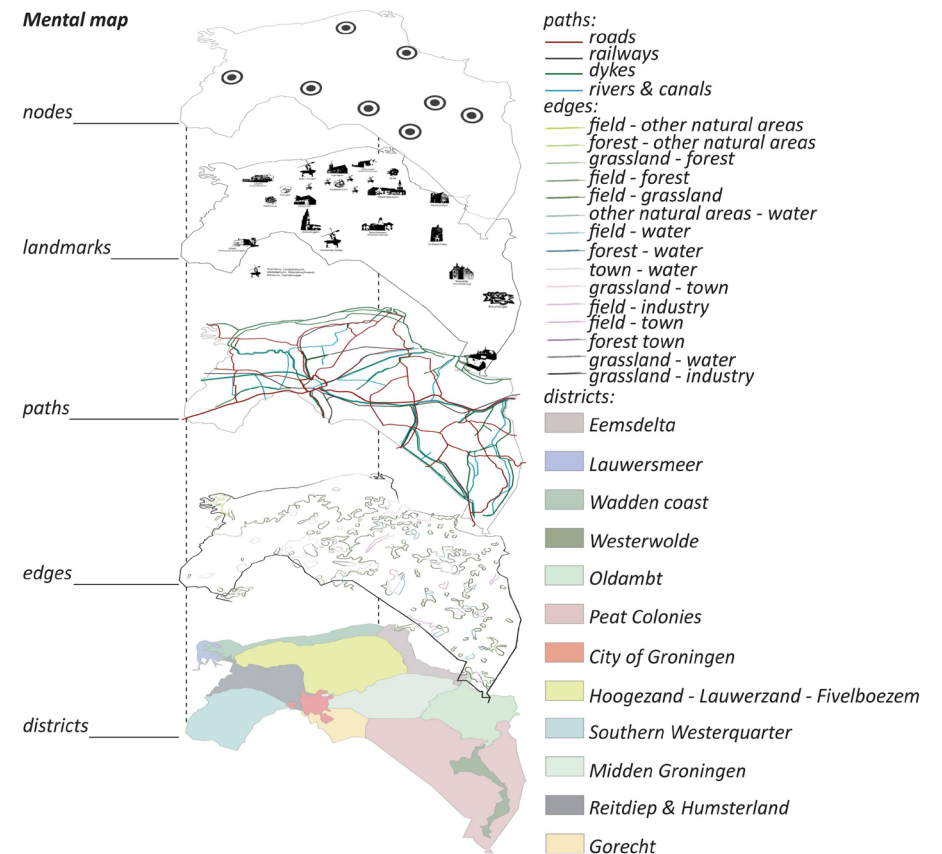 Mental map
nodes
landmarks
paths
edges
districts
paths:
roads
railways
dykes
rivers & canals
edges:
field - other natural areas
forest - other natural areas
grassland - forest
field - forest
field - grassland
other natural areas - water
field - water
forest - water
town - water
grassland - town
field - industry
field - town
forest town
grassland - water
grassland - industry
districts:
Eemsdelta
Lauwersmeer
Wadden coast
Westerwolde
Oldambt
Peat Colonies
City of Groningen
Hoogezand - Lauwerzand - Fivelboezem
Southern Westerquarter
Midden Groningen
Reitdiep & Humsterland
Gorecht